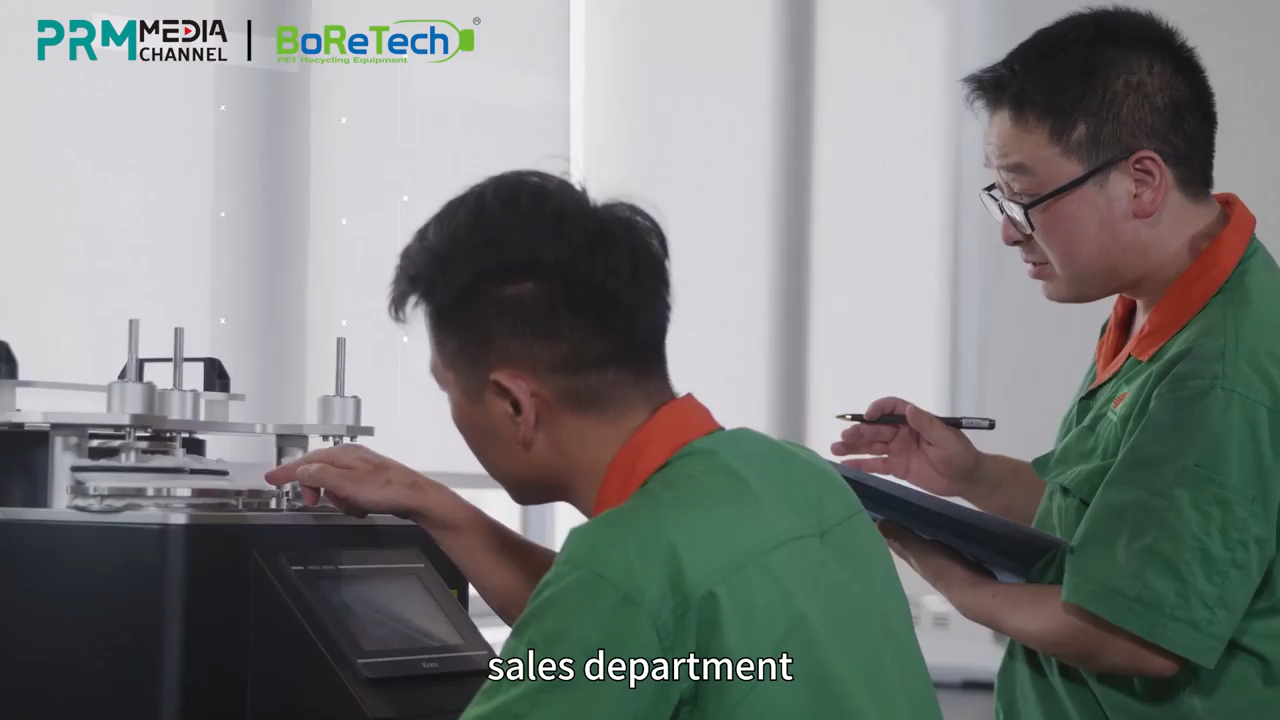 PRM MEDIA CHANNEL
BoReTech®
PET Recycling Equipment
sales department